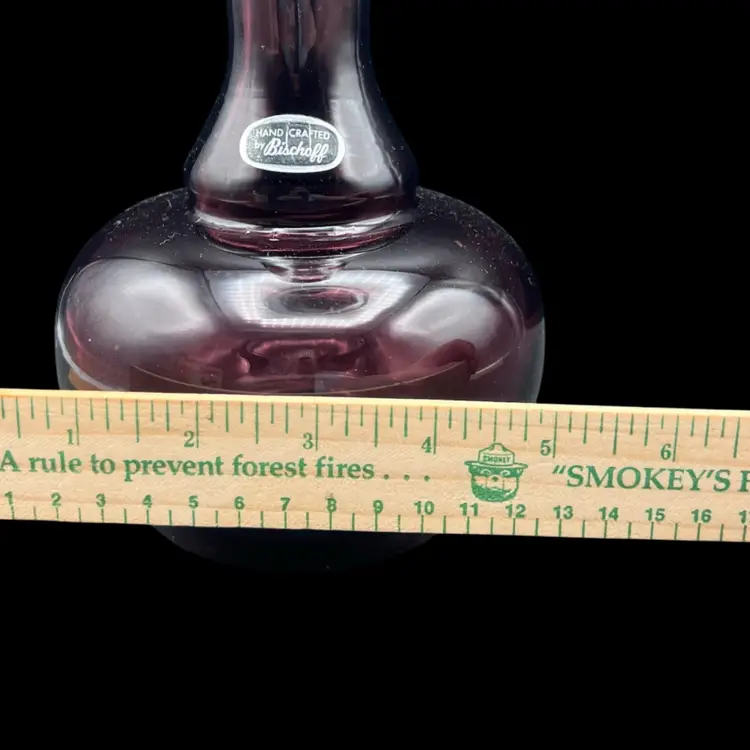 HAND CRAFTED
by Bischoff
1 2 3 4 5 6
A rule to prevent forest fires . . . SMOKEY "SMOKEY'S
1 2 3 4 5 6 7 8 9 10 11 12 13 14 15 16